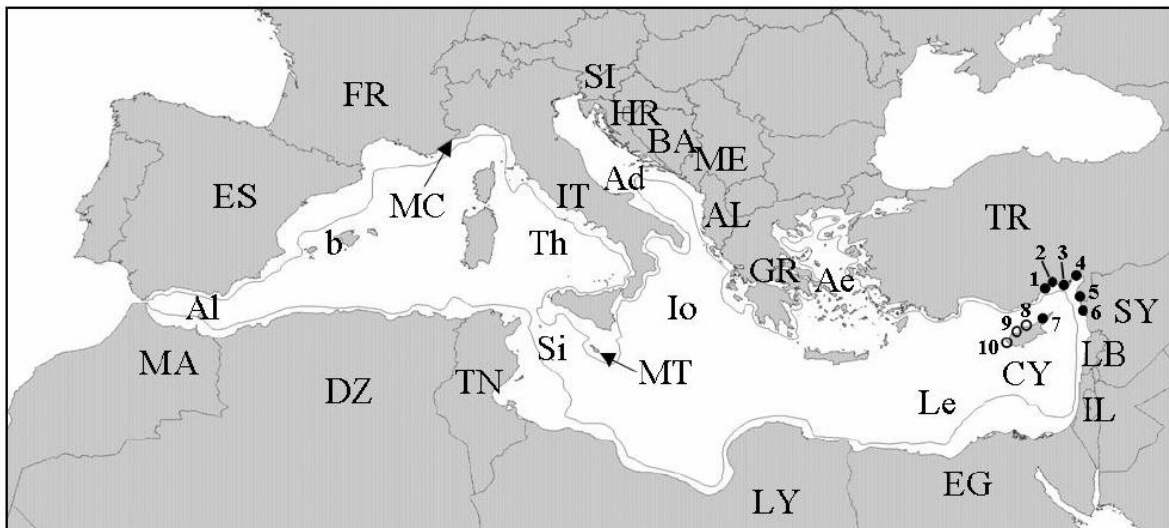 SI
FR
HR
BA
ME
Ad
ES
MC
IT
AL
TR
b
Th
2 3 4
GR
Ae
1
5
Al
Io
9 8
7
6
SY
Si
10
MA
MT
CY
LB
DZ
TN
Le
IL
LY
EG